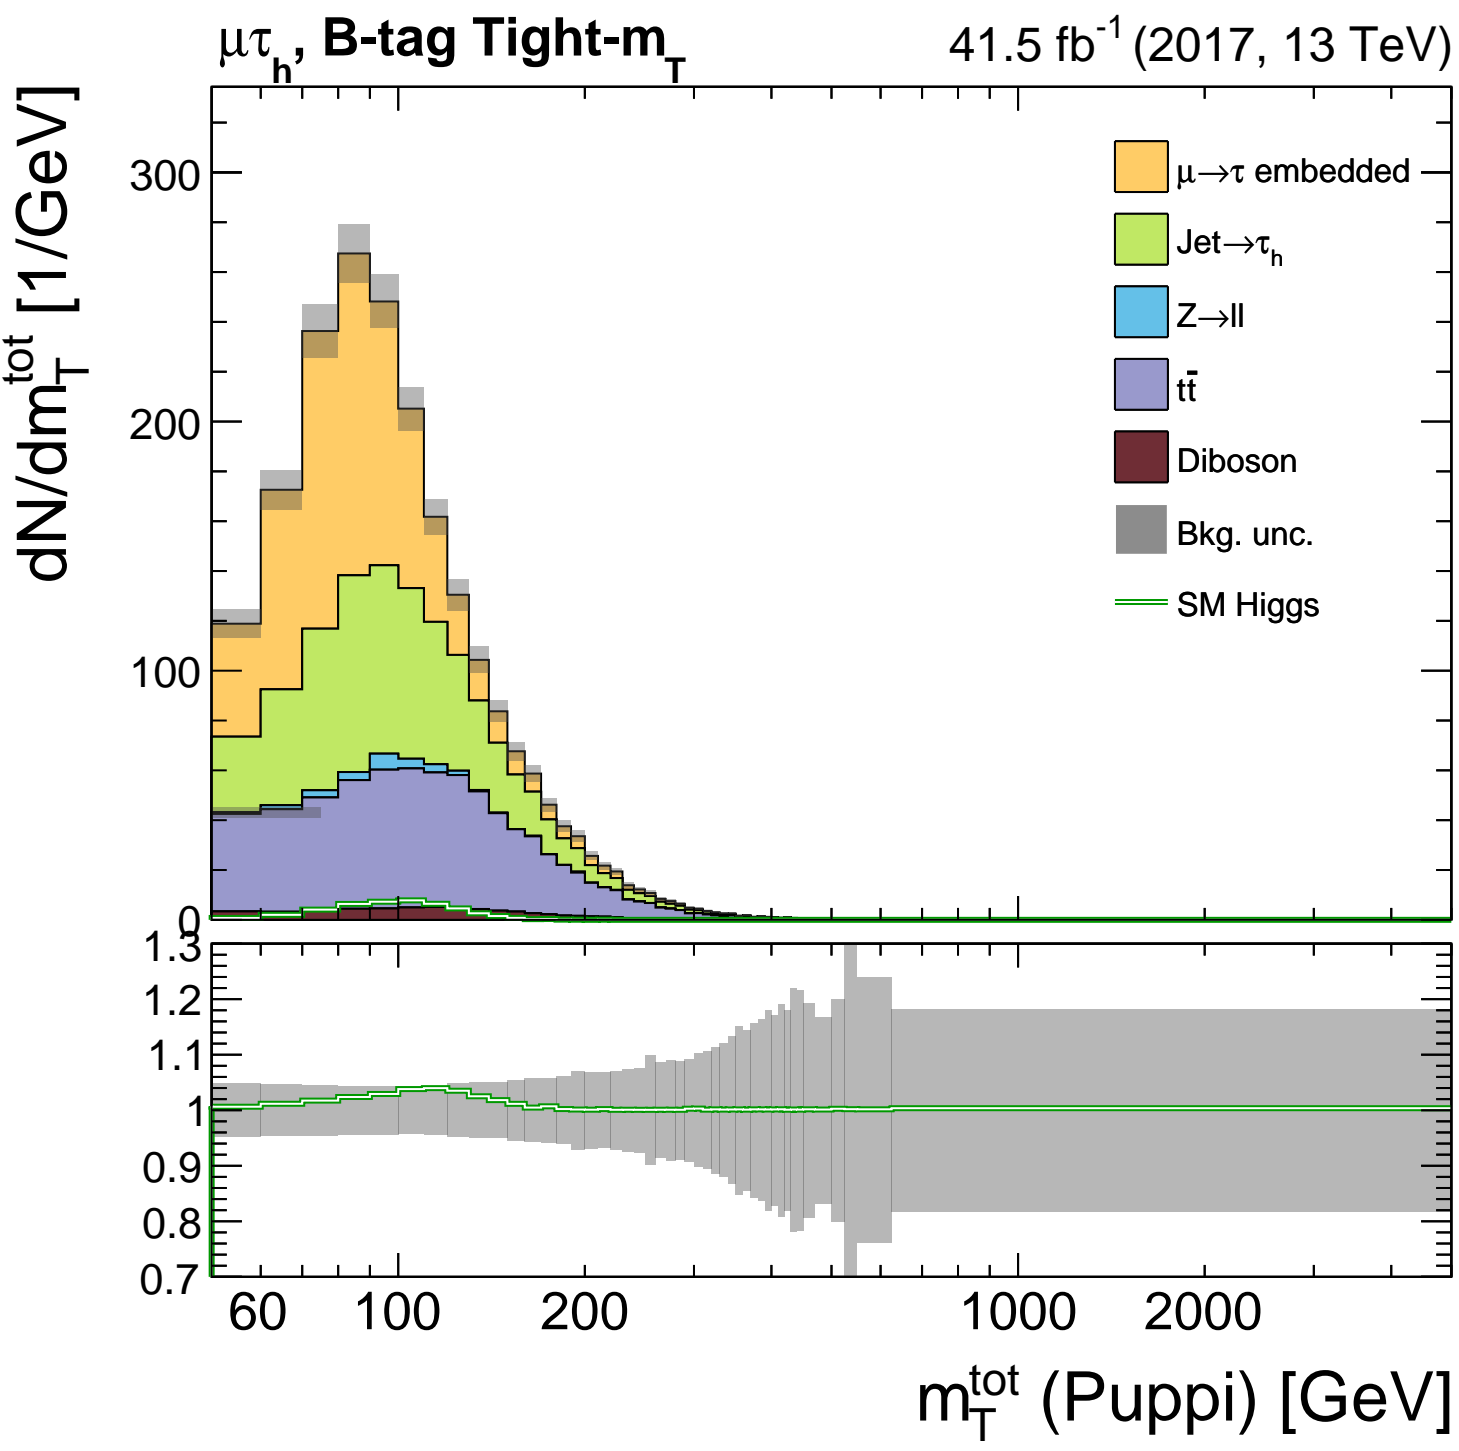 μτh, B-tag Tight-mT
41.5 fb-1 (2017, 13 TeV)
dN/dmTtot [1/GeV]
300
200
100
0
μ→τ embedded
Jet→τh
Z→ll
tt̄
Diboson
Bkg. unc.
SM Higgs
1.3
1.2
1.1
1
0.9
0.8
0.7
60 100 200 1000 2000
mTtot (Puppi) [GeV]